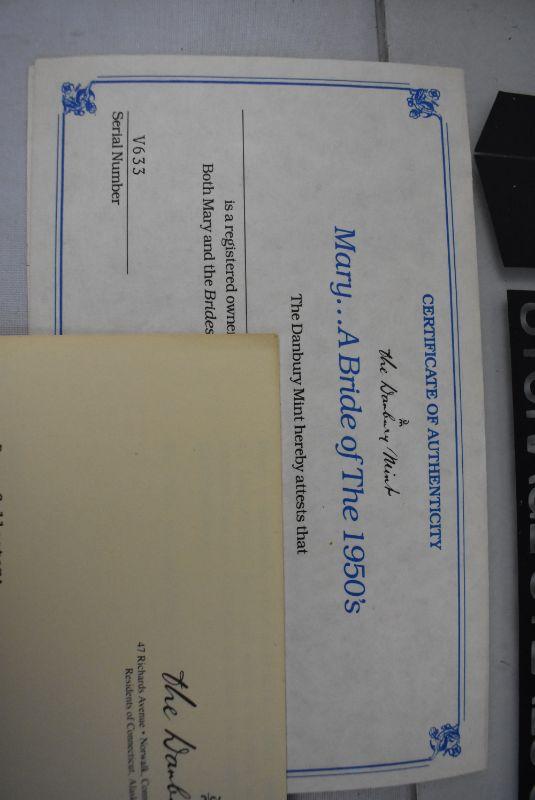 CERTIFICATE OF AUTHENTICITY
the Danbury Mint
Mary...A Bride of The 1950's
The Danbury Mint hereby attests that
is a registered owner
Both Mary and the Brides
V633
Serial Number
the Danb
47 Richards Avenue • Norwalk, Conn
Residents of Connecticut, Alask